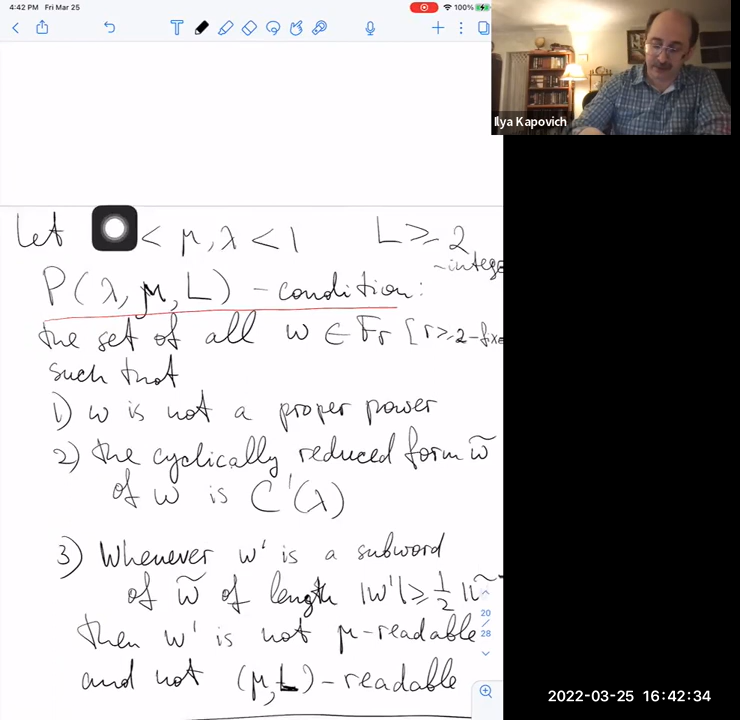 4:42 PM Fri Mar 25
100%
Ilya Kapovich
let < μ, λ < 1 L ≥ 2
- intege
P(λ, μ, L) - condition:
the set of all w ∈ Fr [r ≥ 2 - fixe
such that
1) w is not a proper power
2) the cyclically reduced form w̃
of w is C'(λ)
3) Whenever w' is a subword
of w̃ of length |w'| ≥ 1/2 |w̃
then w' is not μ-readable
and not (μ, L)-readable
20
28
2022-03-25 16:42:34